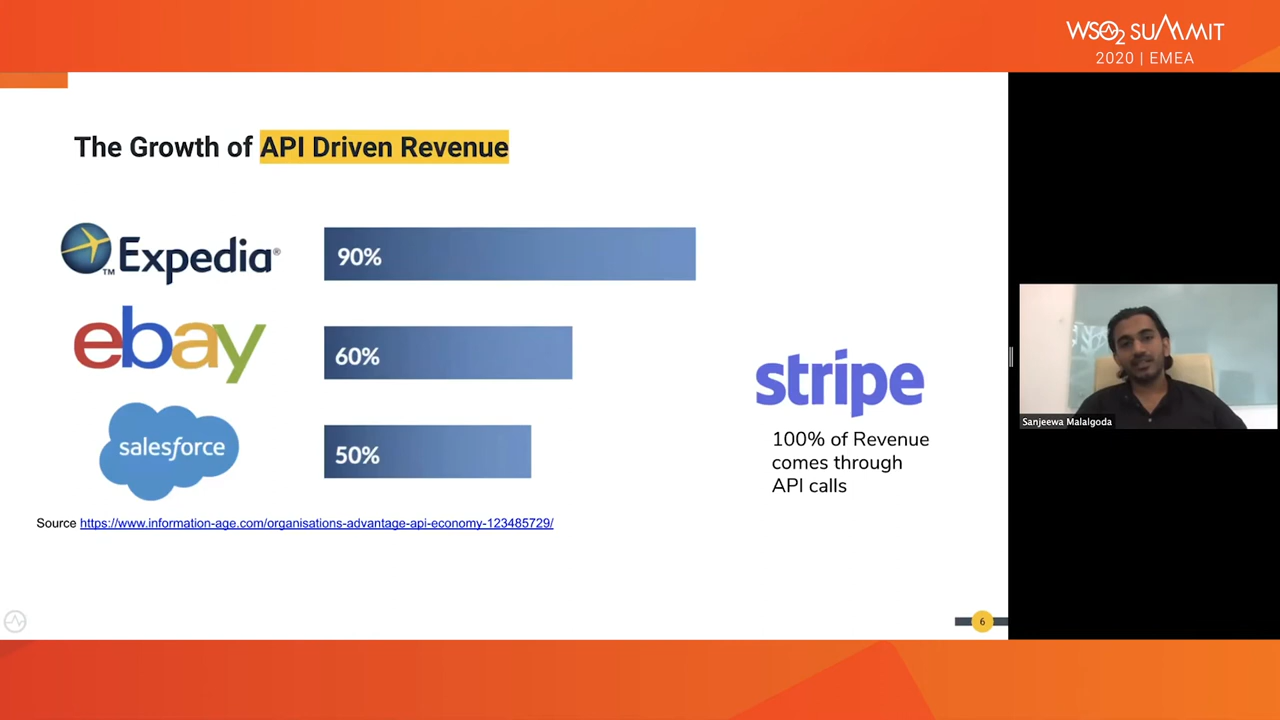 WSO2 SUMMIT
2020 | EMEA
The Growth of API Driven Revenue
Expedia®
™
90%
ebay
60%
salesforce
50%
stripe
100% of Revenue
comes through
API calls
Source https://www.information-age.com/organisations-advantage-api-economy-123485729/
Sanjeewa Malalgoda
6